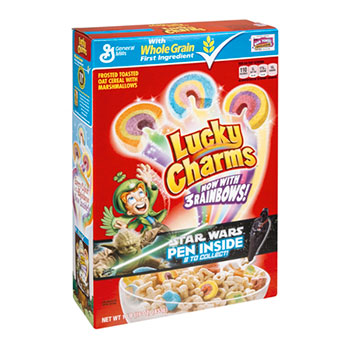 General Mills
With
Whole Grain
First Ingredient
FROSTED TOASTED
OAT CEREAL WITH
MARSHMALLOWS
Lucky
Charms
NOW WITH
3 RAINBOWS!
STAR WARS
PEN INSIDE
8 TO COLLECT!
NET WT